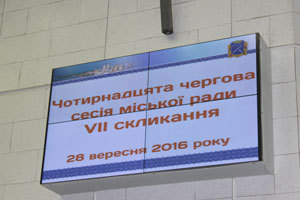 Чотирнадцята чергова
сесія міської ради
VII скликання
28 вересня 2016 року